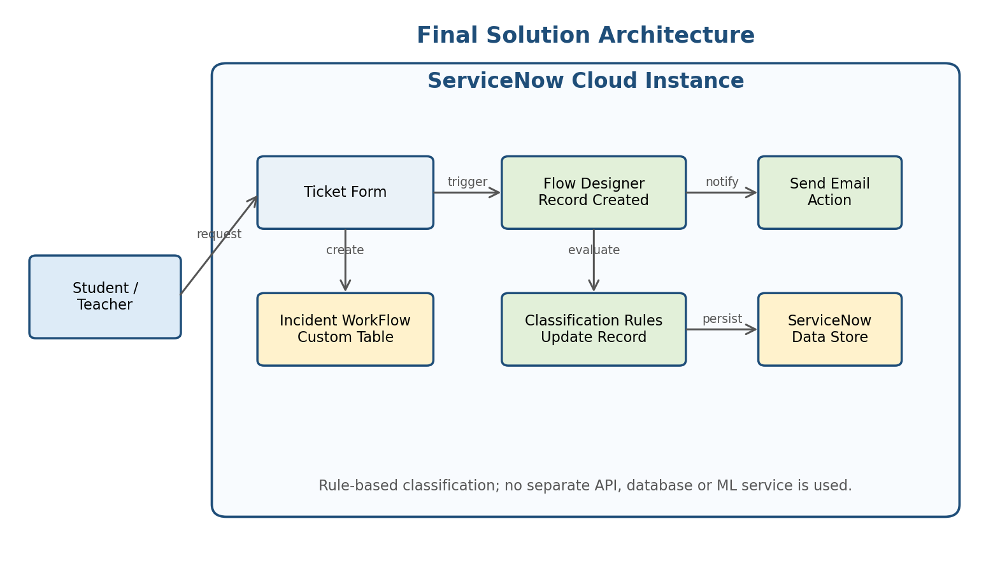 Final Solution Architecture
ServiceNow Cloud Instance
Ticket Form
trigger
Flow Designer
Record Created
notify
Send Email
Action
request
create
evaluate
Student /
Teacher
Incident WorkFlow
Custom Table
Classification Rules
Update Record
persist
ServiceNow
Data Store
Rule-based classification; no separate API, database or ML service is used.